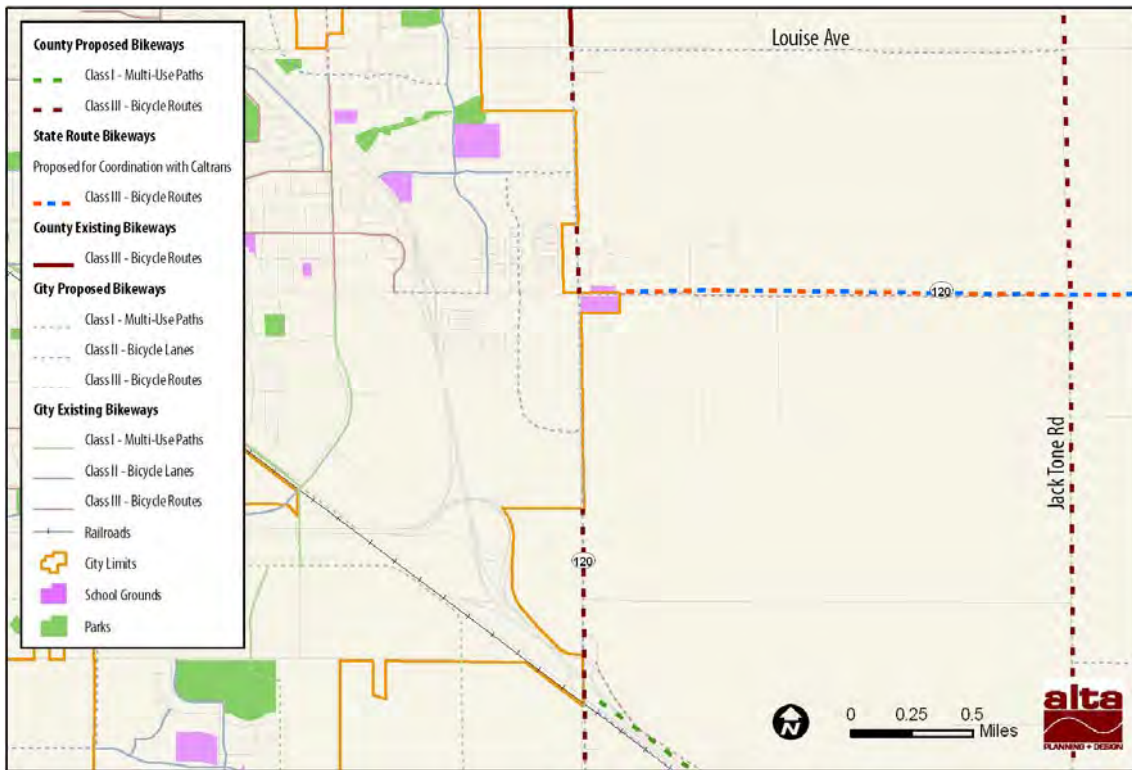 County Proposed Bikeways
Class I - Multi-Use Paths
Class III - Bicycle Routes
State Route Bikeways
Proposed for Coordination with Caltrans
Class III - Bicycle Routes
County Existing Bikeways
Class III - Bicycle Routes
City Proposed Bikeways
Class I - Multi-Use Paths
Class II - Bicycle Lanes
Class III - Bicycle Routes
City Existing Bikeways
Class I - Multi-Use Paths
Class II - Bicycle Lanes
Class III - Bicycle Routes
Railroads
City Limits
School Grounds
Parks
Louise Ave
120
Jack Tone Rd
120
N
0 0.25 0.5
Miles
alta
PLANNING + DESIGN